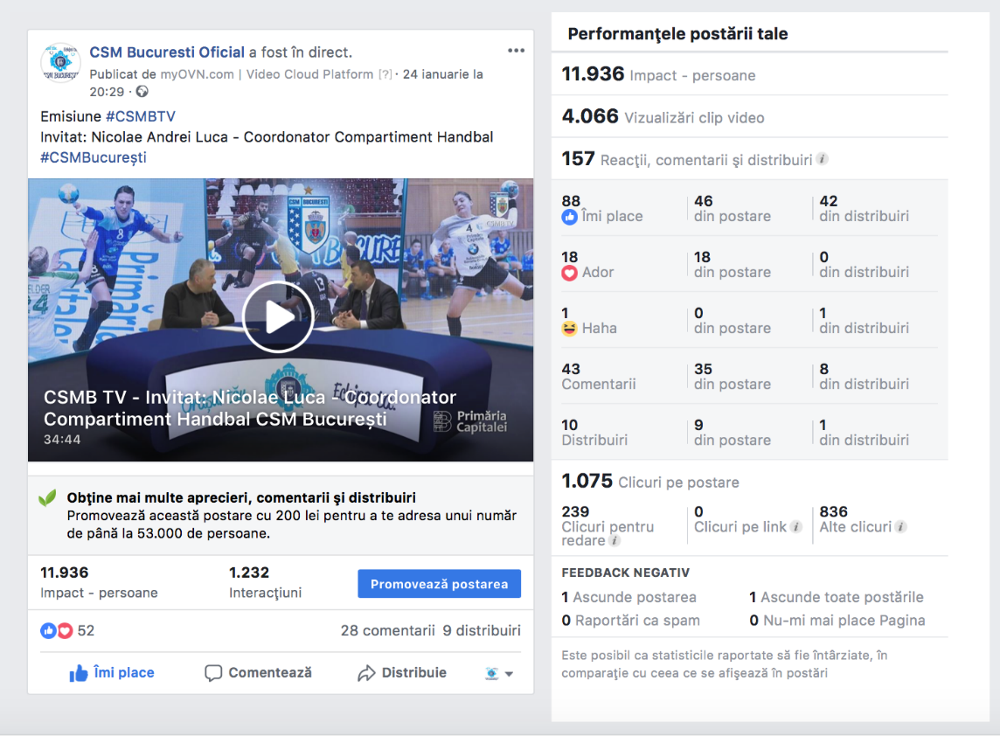 CSM Bucuresti Oficial a fost în direct.
Publicat de myOVN.com | Video Cloud Platform [?] · 24 ianuarie la
20:29 ·
Emisiune #CSMBTV
Invitat: Nicolae Andrei Luca - Coordonator Compartiment Handbal
#CSMBucurești
CSM BUCURESTI
8
4
13
Primăria
Capitalei
CSMB TV - Invitat: Nicolae Luca - Coordonator
Compartiment Handbal CSM București
34:44
Primăria
Capitalei
Obține mai multe aprecieri, comentarii și distribuiri
Promovează această postare cu 200 lei pentru a te adresa unui număr
de până la 53.000 de persoane.
11.936
Impact - persoane
1.232
Interacțiuni
Promovează postarea
52
28 comentarii 9 distribuiri
Îmi place
Comentează
Distribuie
Performanţele postării tale
11.936 Impact - persoane
4.066 Vizualizări clip video
157 Reacții, comentarii și distribuiri
88
Îmi place
46
din postare
42
din distribuiri
18
Ador
18
din postare
0
din distribuiri
1
Haha
0
din postare
1
din distribuiri
43
Comentarii
35
din postare
8
din distribuiri
10
Distribuiri
9
din postare
1
din distribuiri
1.075 Clicuri pe postare
239
Clicuri pentru
redare
0
Clicuri pe link
836
Alte clicuri
FEEDBACK NEGATIV
1 Ascunde postarea
1 Ascunde toate postările
0 Raportări ca spam
0 Nu-mi mai place Pagina
Este posibil ca statisticile raportate să fie întârziate, în
comparaţie cu ceea ce se afişează în postări